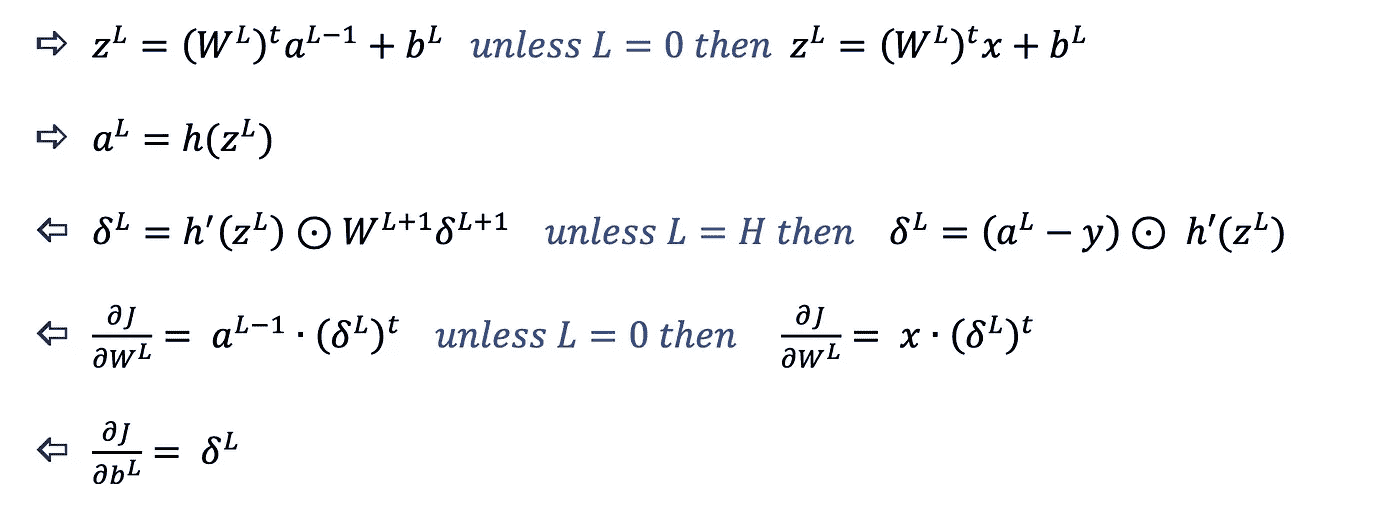 ⇨ z^L = (W^L)^t a^{L−1} + b^L unless L = 0 then z^L = (W^L)^t x + b^L
⇨ a^L = h(z^L)
⇦ δ^L = h′(z^L) ⊙ W^{L+1} δ^{L+1} unless L = H then δ^L = (a^L − y) ⊙ h′(z^L)
⇦ ∂J/∂W^L = a^{L−1} · (δ^L)^t unless L = 0 then ∂J/∂W^L = x · (δ^L)^t
⇦ ∂J/∂b^L = δ^L